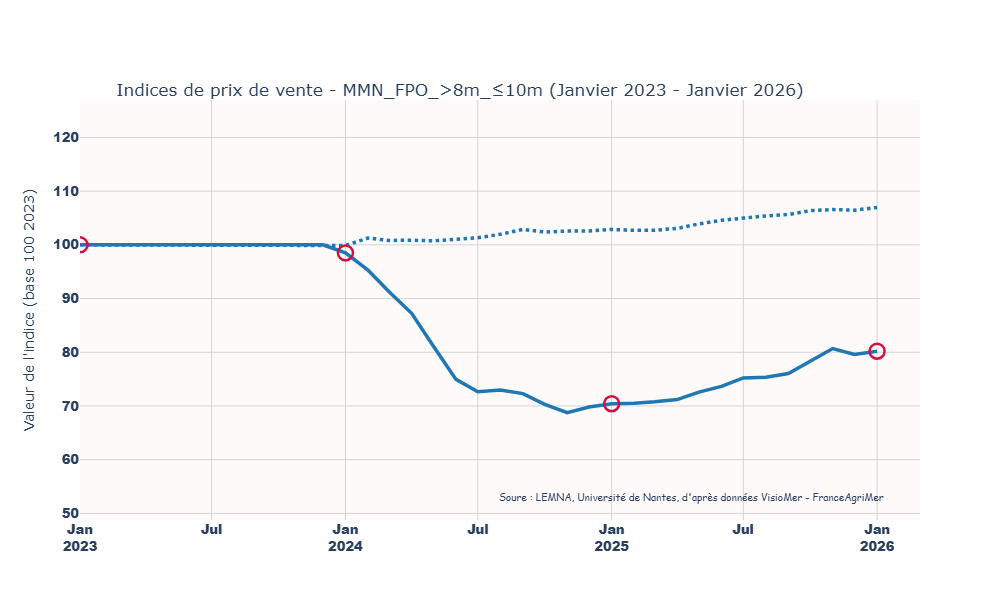 Indices de prix de vente - MMN_FPO_>8m_≤10m (Janvier 2023 - Janvier 2026)
Valeur de l'indice (base 100 2023)
120
110
100
90
80
70
60
50
Soure : LEMNA, Université de Nantes, d'après données VisioMer - FranceAgriMer
Jan Jul Jan Jul Jan Jul Jan
2023 2024 2025 2026